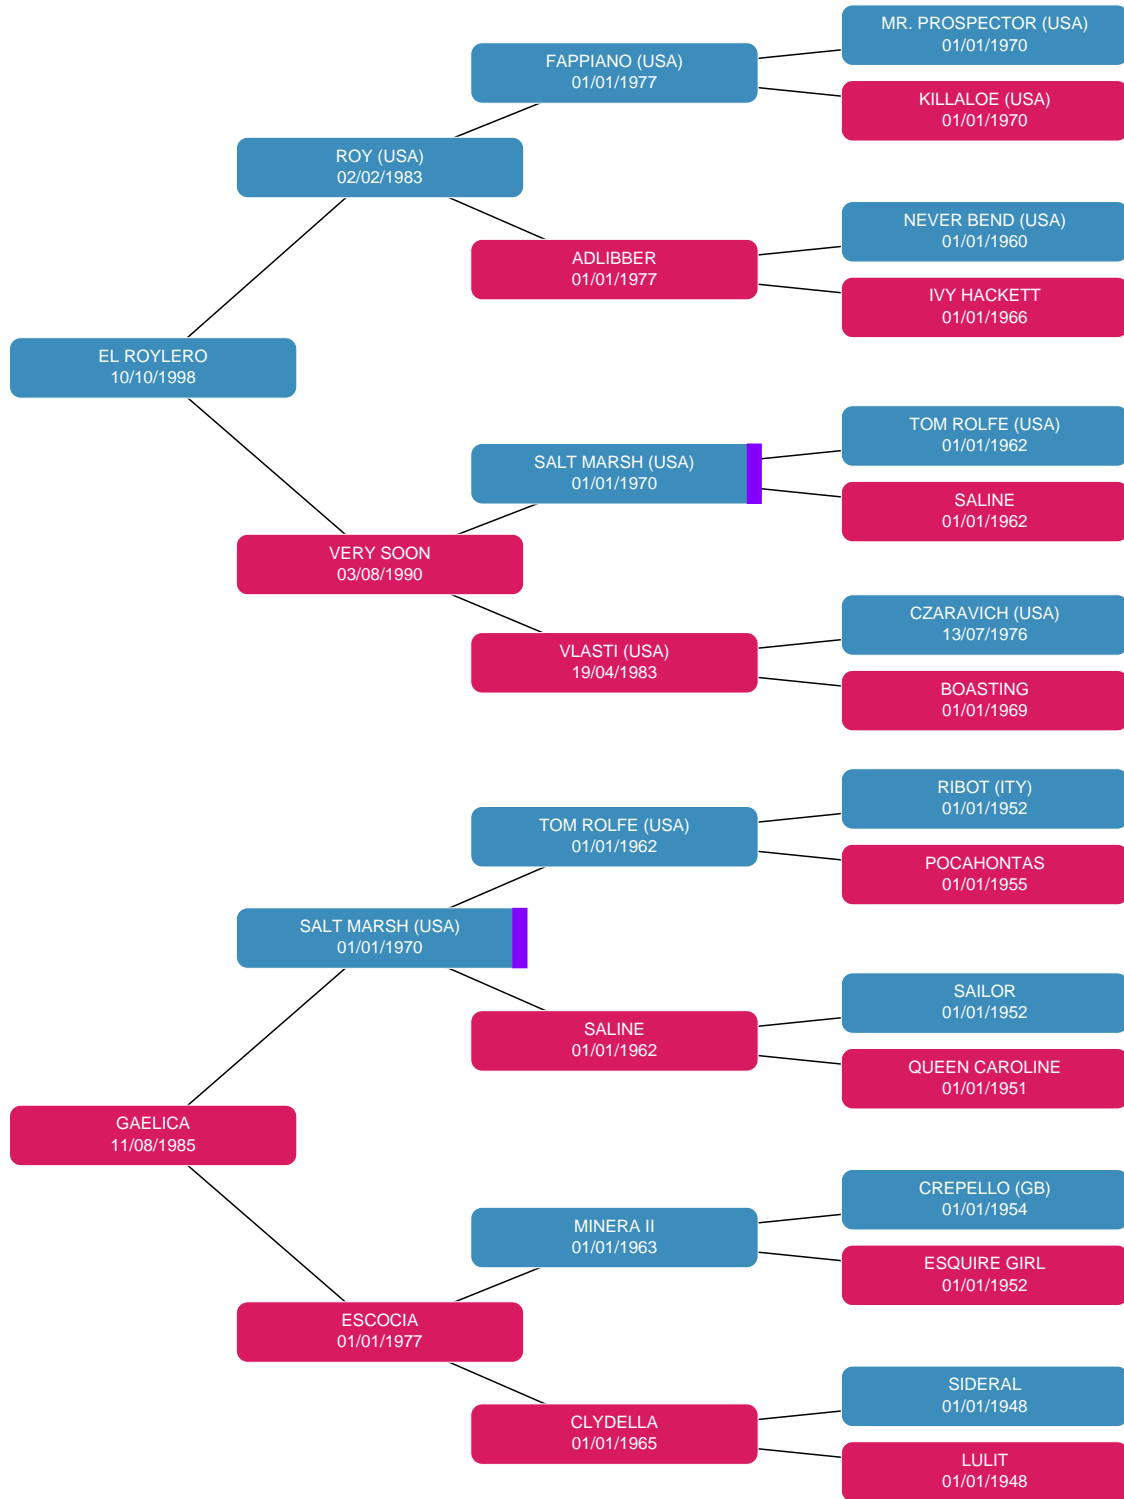 MR. PROSPECTOR (USA)
01/01/1970
FAPPIANO (USA)
01/01/1977
KILLALOE (USA)
01/01/1970
ROY (USA)
02/02/1983
NEVER BEND (USA)
01/01/1960
ADLIBBER
01/01/1977
IVY HACKETT
01/01/1966
EL ROYLERO
10/10/1998
TOM ROLFE (USA)
01/01/1962
SALT MARSH (USA)
01/01/1970
SALINE
01/01/1962
VERY SOON
03/08/1990
CZARAVICH (USA)
13/07/1976
VLASTI (USA)
19/04/1983
BOASTING
01/01/1969
RIBOT (ITY)
01/01/1952
TOM ROLFE (USA)
01/01/1962
POCAHONTAS
01/01/1955
SALT MARSH (USA)
01/01/1970
SAILOR
01/01/1952
SALINE
01/01/1962
QUEEN CAROLINE
01/01/1951
GAELICA
11/08/1985
CREPELLO (GB)
01/01/1954
MINERA II
01/01/1963
ESQUIRE GIRL
01/01/1952
ESCOCIA
01/01/1977
SIDERAL
01/01/1948
CLYDELLA
01/01/1965
LULIT
01/01/1948